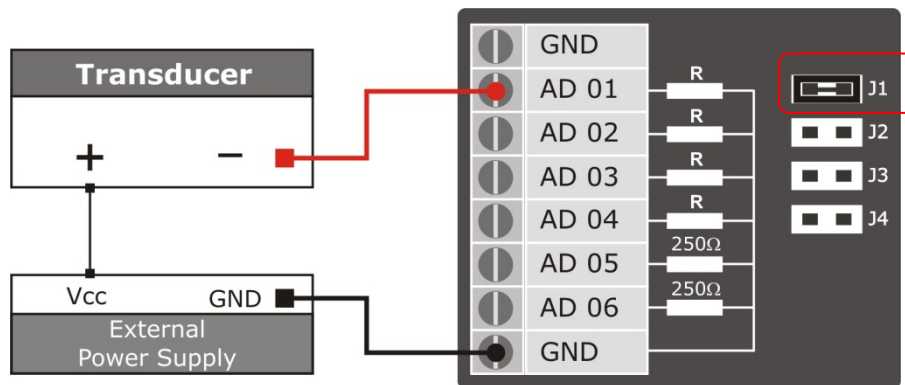 Transducer
+ −
Vcc GND
External
Power Supply
GND
AD 01
AD 02
AD 03
AD 04
AD 05
AD 06
GND
R
R
R
R
250Ω
250Ω
J1
J2
J3
J4